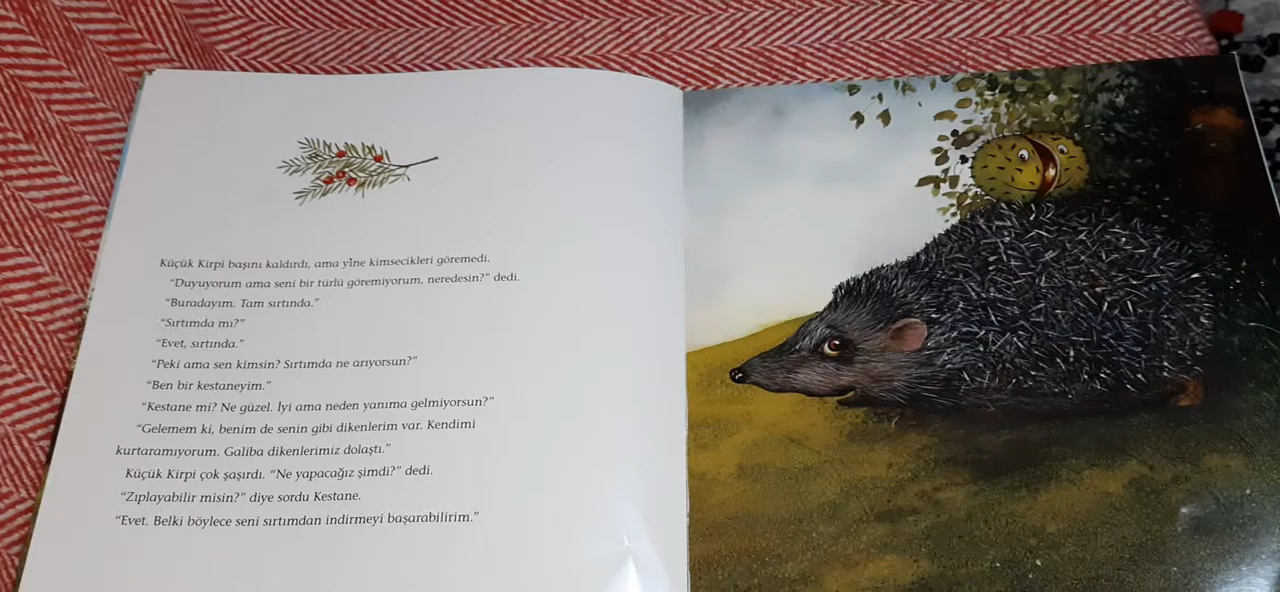 Küçük Kirpi başını kaldırdı, ama yine kimsecikleri göremedi.
“Duyuyorum ama seni bir türlü göremiyorum, neredesin?” dedi.
“Buradayım. Tam sırtında.”
“Sırtımda mı?”
“Evet, sırtında.”
“Peki ama sen kimsin? Sırtımda ne arıyorsun?”
“Ben bir kestaneyim.”
“Kestane mi? Ne güzel. İyi ama neden yanıma gelmiyorsun?”
“Gelemem ki, benim de senin gibi dikenlerim var. Kendimi
kurtaramıyorum. Galiba dikenlerimiz dolaştı.”
Küçük Kirpi çok şaşırdı. “Ne yapacağız şimdi?” dedi.
“Zıplayabilir misin?” diye sordu Kestane.
“Evet. Belki böylece seni sırtımdan indirmeyi başarabilirim.”